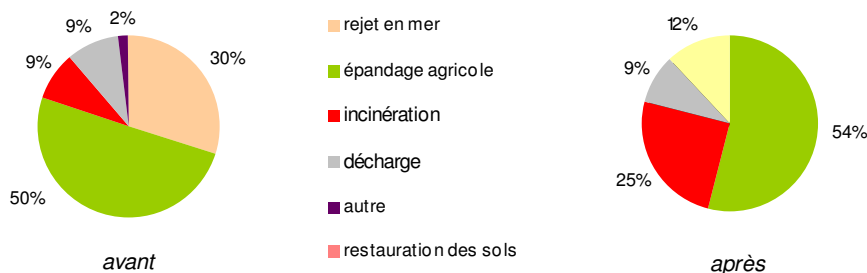 9%
2%
30%
9%
50%
avant
rejet en mer
épandage agricole
incinération
décharge
autre
restauration des sols
12%
9%
54%
25%
après